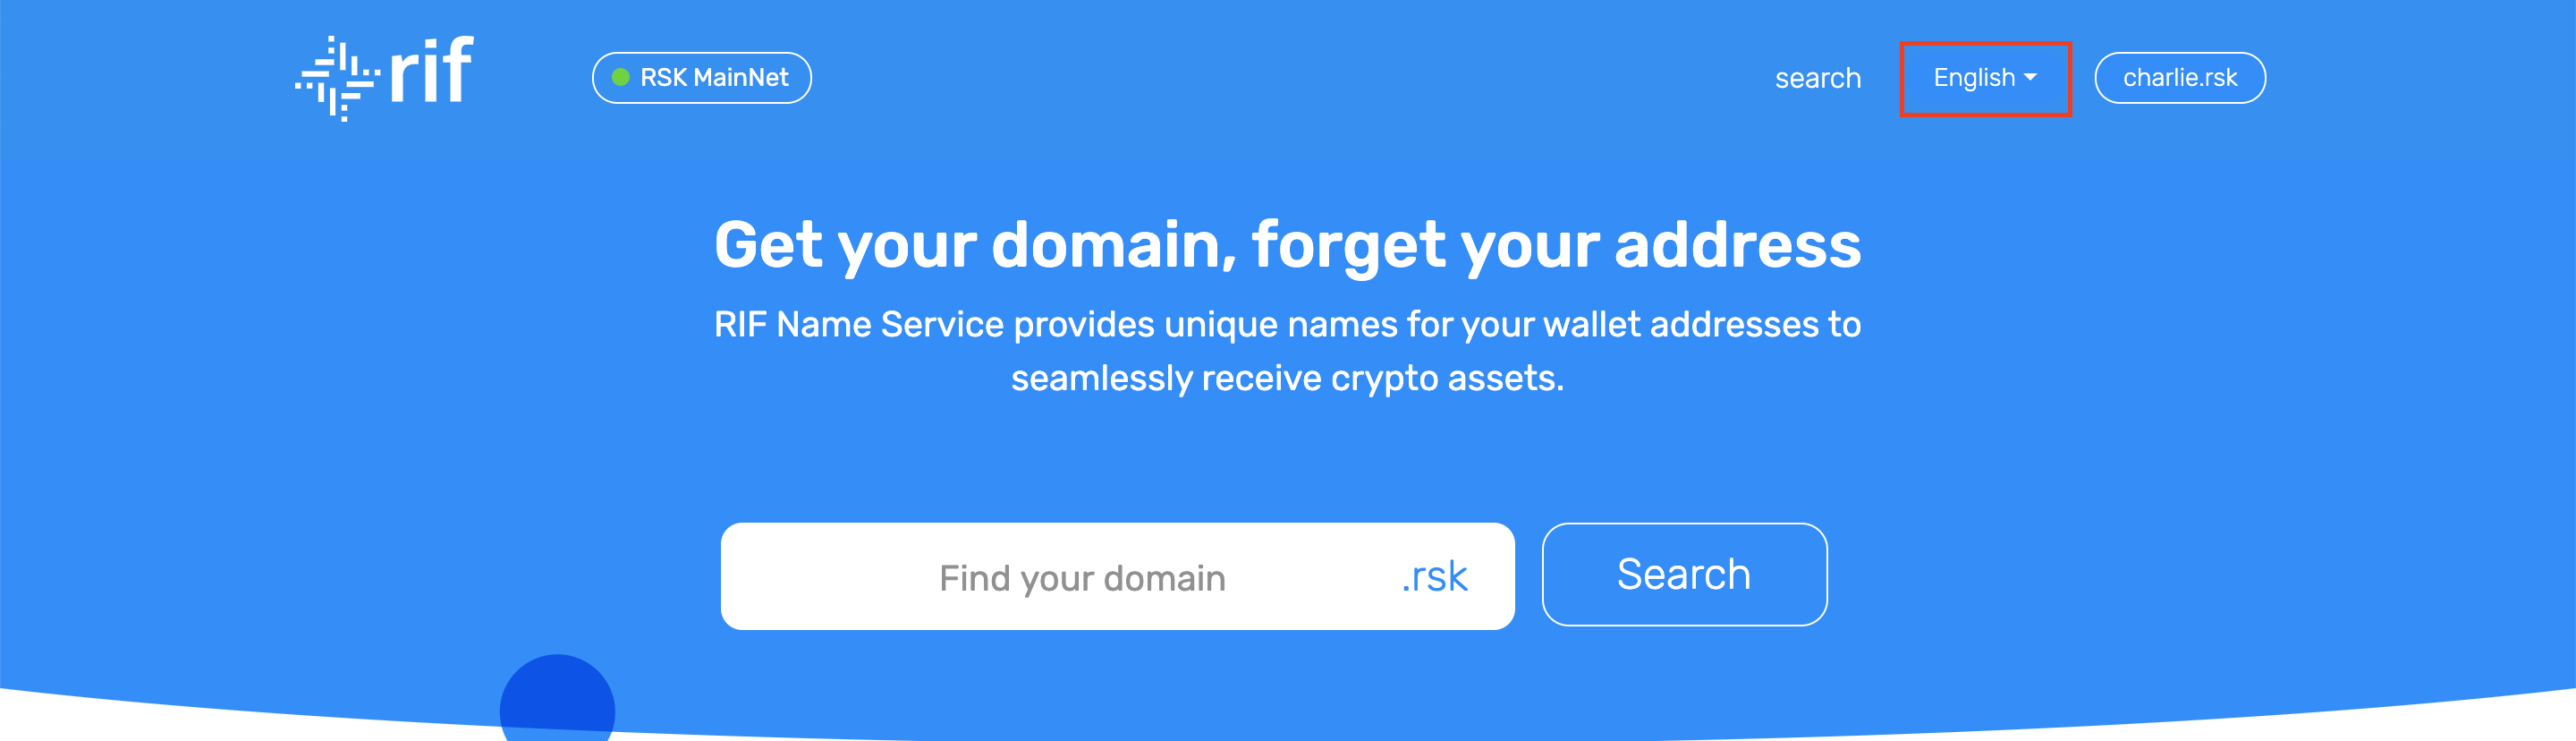 rif
RSK MainNet
search
English
charlie.rsk
Get your domain, forget your address
RIF Name Service provides unique names for your wallet addresses to
seamlessly receive crypto assets.
Find your domain
.rsk
Search